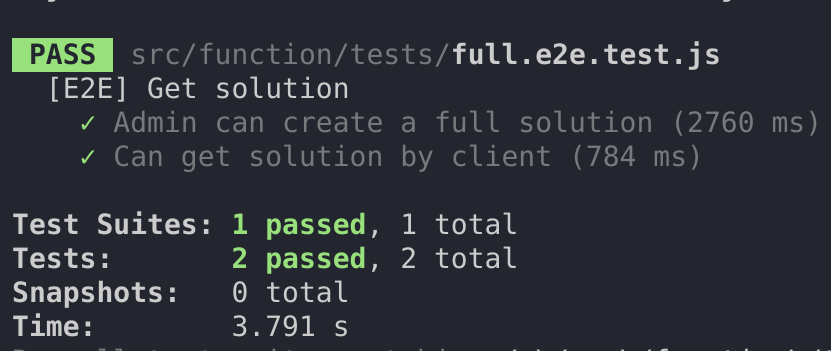 PASS src/function/tests/full.e2e.test.js
[E2E] Get solution
✓ Admin can create a full solution (2760 ms)
✓ Can get solution by client (784 ms)
Test Suites: 1 passed, 1 total
Tests: 2 passed, 2 total
Snapshots: 0 total
Time: 3.791 s